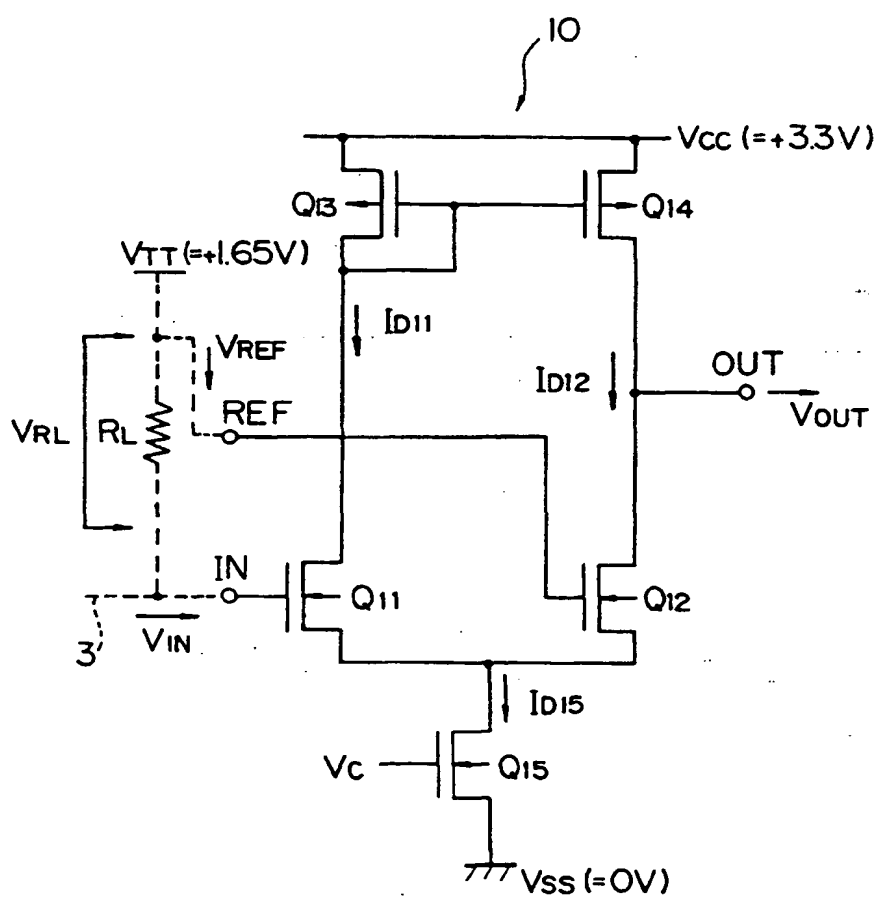 10
VCC (=+3.3V)
Q13
Q14
VTT (=+1.65V)
ID11
VREF
ID12
OUT
VRL
RL
REF
VOUT
IN
Q11
Q12
3
VIN
ID15
VC
Q15
VSS (=0V)